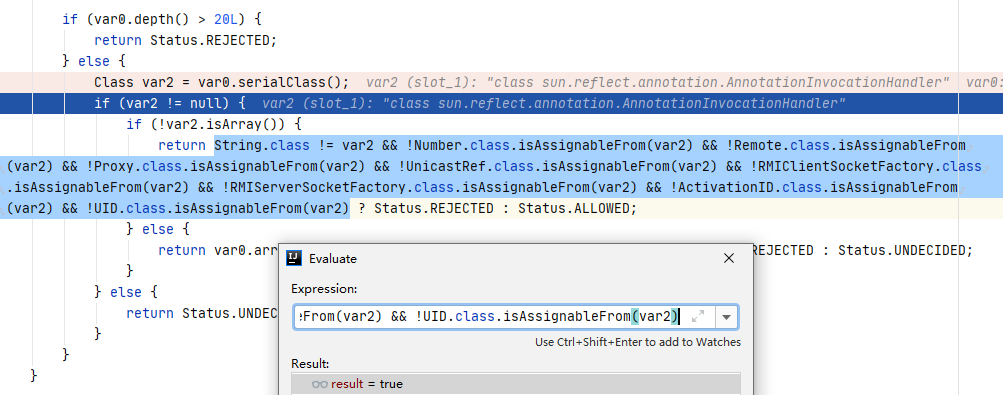 if (var0.depth() > 20L) {
return Status.REJECTED;
} else {
Class var2 = var0.serialClass();  var2 (slot_1): "class sun.reflect.annotation.AnnotationInvocationHandler"  var0:
if (var2 != null) {  var2 (slot_1): "class sun.reflect.annotation.AnnotationInvocationHandler"
if (!var2.isArray()) {
return String.class != var2 && !Number.class.isAssignableFrom(var2) && !Remote.class.isAssignableFrom
(var2) && !Proxy.class.isAssignableFrom(var2) && !UnicastRef.class.isAssignableFrom(var2) && !RMIClientSocketFactory.class
.isAssignableFrom(var2) && !RMIServerSocketFactory.class.isAssignableFrom(var2) && !ActivationID.class.isAssignableFrom
(var2) && !UID.class.isAssignableFrom(var2) ? Status.REJECTED : Status.ALLOWED;
} else {
return var0.arr REJECTED : Status.UNDECIDED;
}
} else {
return Status.UNDEC
}
}
}
IJ
Evaluate
Expression:
eFrom(var2) && !UID.class.isAssignableFrom(var2)
Use Ctrl+Shift+Enter to add to Watches
Result:
result = true